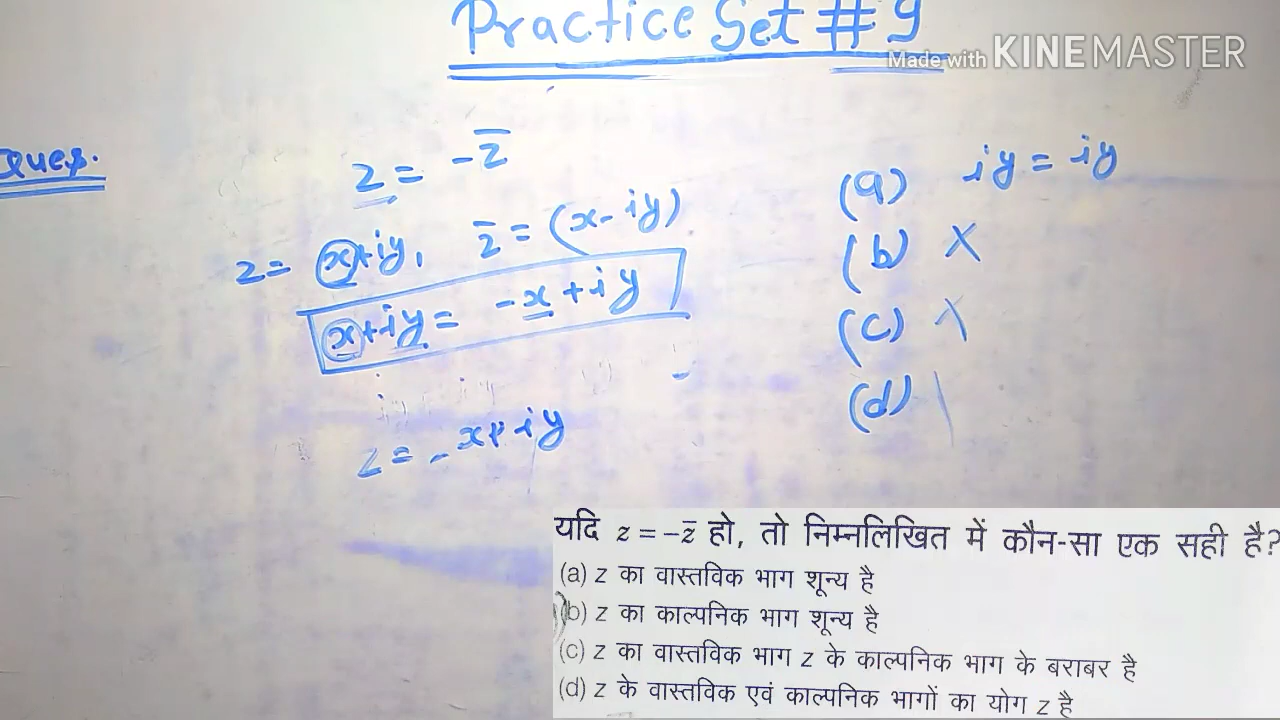 Practice Set #9
Made with KINEMASTER
Ques.
z = -z̅
z = x+iy, z̅ = (x-iy)
x+iy = -x+iy
z = -x+iy
(a) iy = iy
(b) ×
(c) ×
(d) \
यदि z = -z̅ हो, तो निम्नलिखित में कौन-सा एक सही है?
(a) z का वास्तविक भाग शून्य है
(b) z का काल्पनिक भाग शून्य है
(c) z का वास्तविक भाग z के काल्पनिक भाग के बराबर है
(d) z के वास्तविक एवं काल्पनिक भागों का योग z है